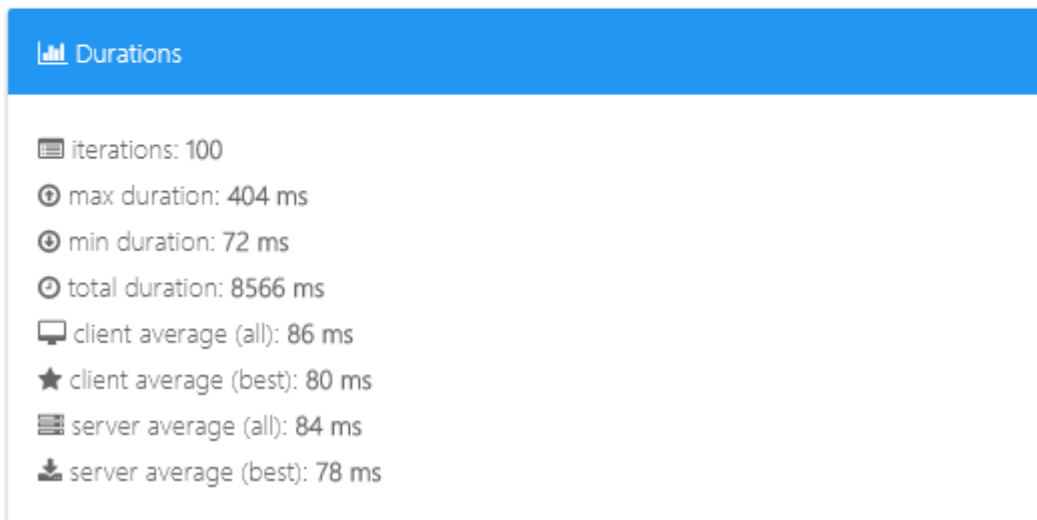 Durations
iterations: 100
max duration: 404 ms
min duration: 72 ms
total duration: 8566 ms
client average (all): 86 ms
client average (best): 80 ms
server average (all): 84 ms
server average (best): 78 ms